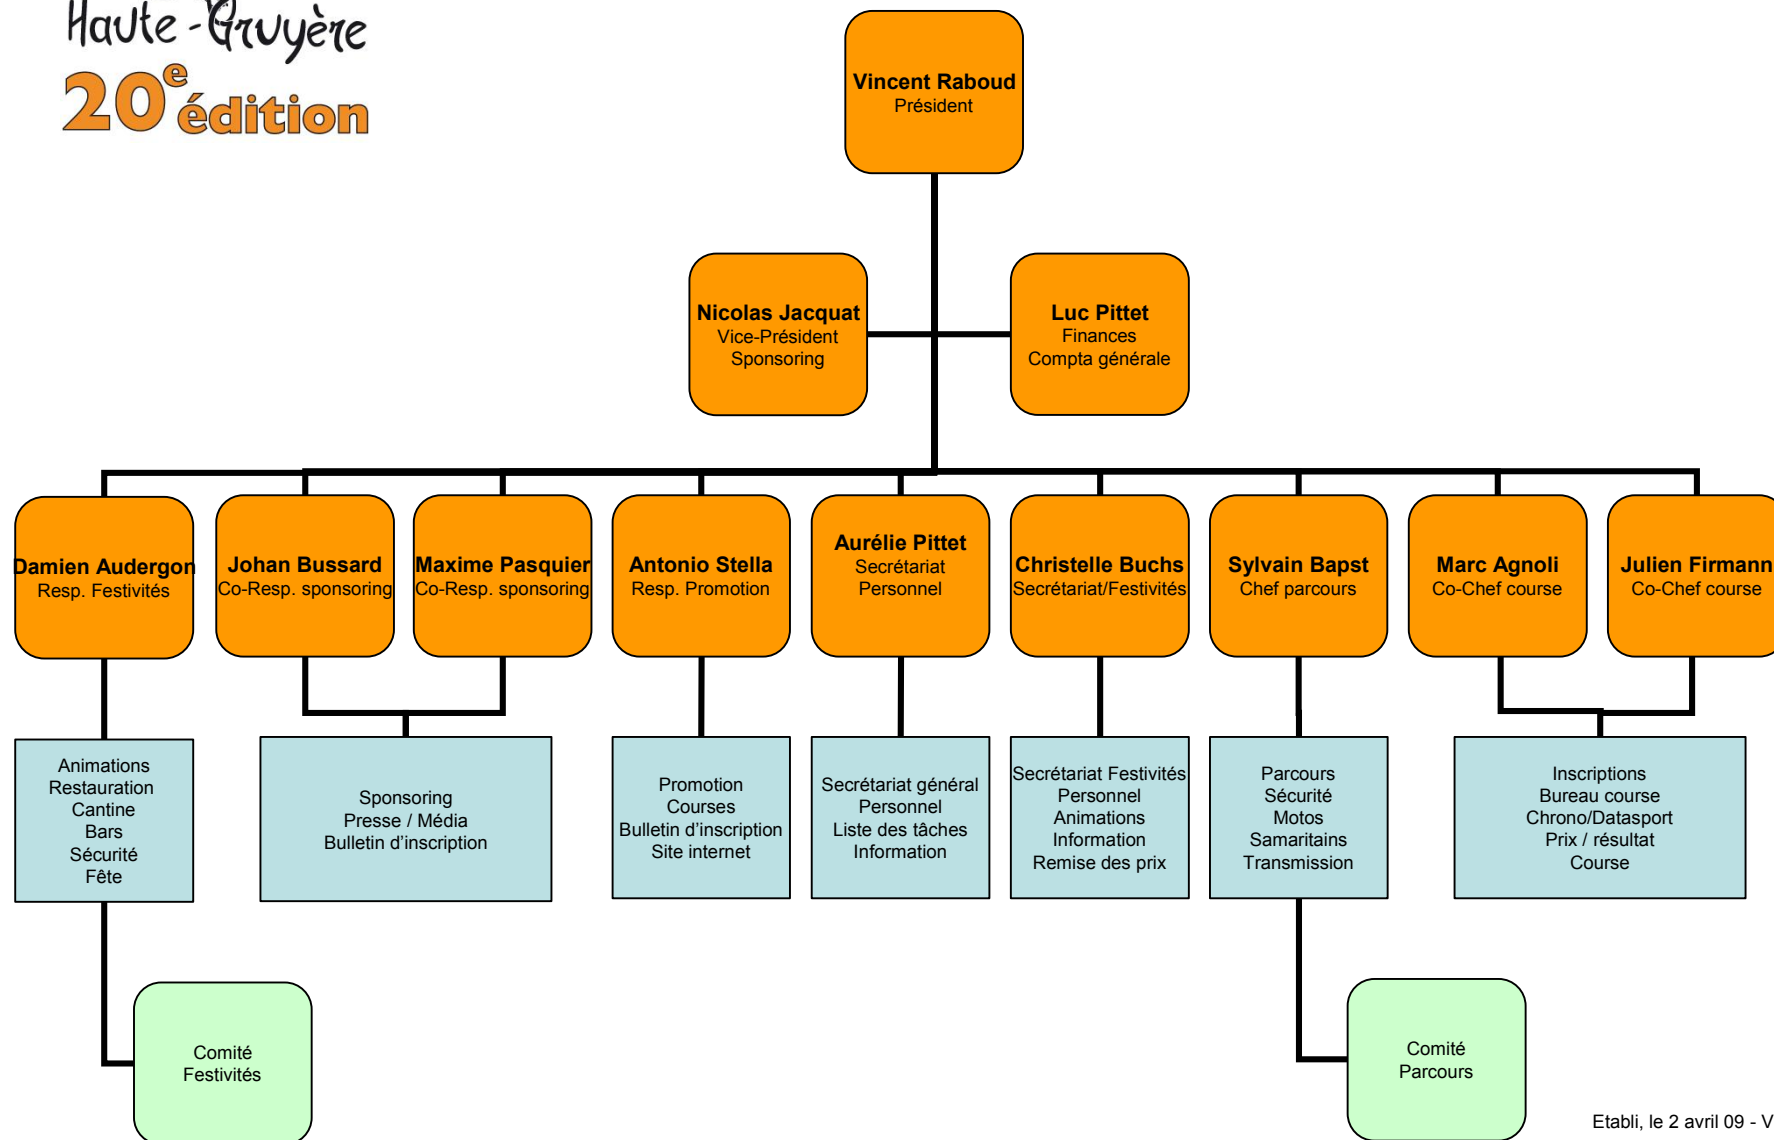 Haute-Gruyère
20e édition
Vincent Raboud
Président
Nicolas Jacquat
Vice-Président
Sponsoring
Luc Pittet
Finances
Compta générale
Damien Audergon
Resp. Festivités
Johan Bussard
Co-Resp. sponsoring
Maxime Pasquier
Co-Resp. sponsoring
Antonio Stella
Resp. Promotion
Aurélie Pittet
Secrétariat
Personnel
Christelle Buchs
Secrétariat/Festivités
Sylvain Bapst
Chef parcours
Marc Agnoli
Co-Chef course
Julien Firmann
Co-Chef course
Animations
Restauration
Cantine
Bars
Sécurité
Fête
Sponsoring
Presse / Média
Bulletin d’inscription
Promotion
Courses
Bulletin d’inscription
Site internet
Secrétariat général
Personnel
Liste des tâches
Information
Secrétariat Festivités
Personnel
Animations
Information
Remise des prix
Parcours
Sécurité
Motos
Samaritains
Transmission
Inscriptions
Bureau course
Chrono/Datasport
Prix / résultat
Course
Comité
Festivités
Comité
Parcours
Etabli, le 2 avril 09 - V